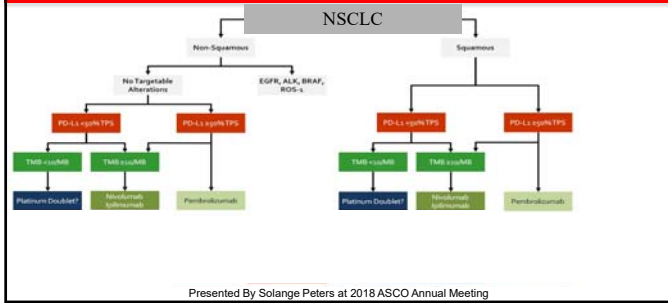 NSCLC
Non-Squamous
Squamous
No Targetable
Alterations
EGFR, ALK, BRAF,
ROS-1
PD-L1 <50% TPS
PD-L1 ≥50% TPS
PD-L1 <50% TPS
PD-L1 ≥50% TPS
TMB <10/MB
TMB ≥10/MB
TMB <10/MB
TMB ≥10/MB
Platinum Doublet?
Nivolumab
Ipilimumab
Pembrolizumab
Platinum Doublet?
Nivolumab
Ipilimumab
Pembrolizumab
Presented By Solange Peters at 2018 ASCO Annual Meeting